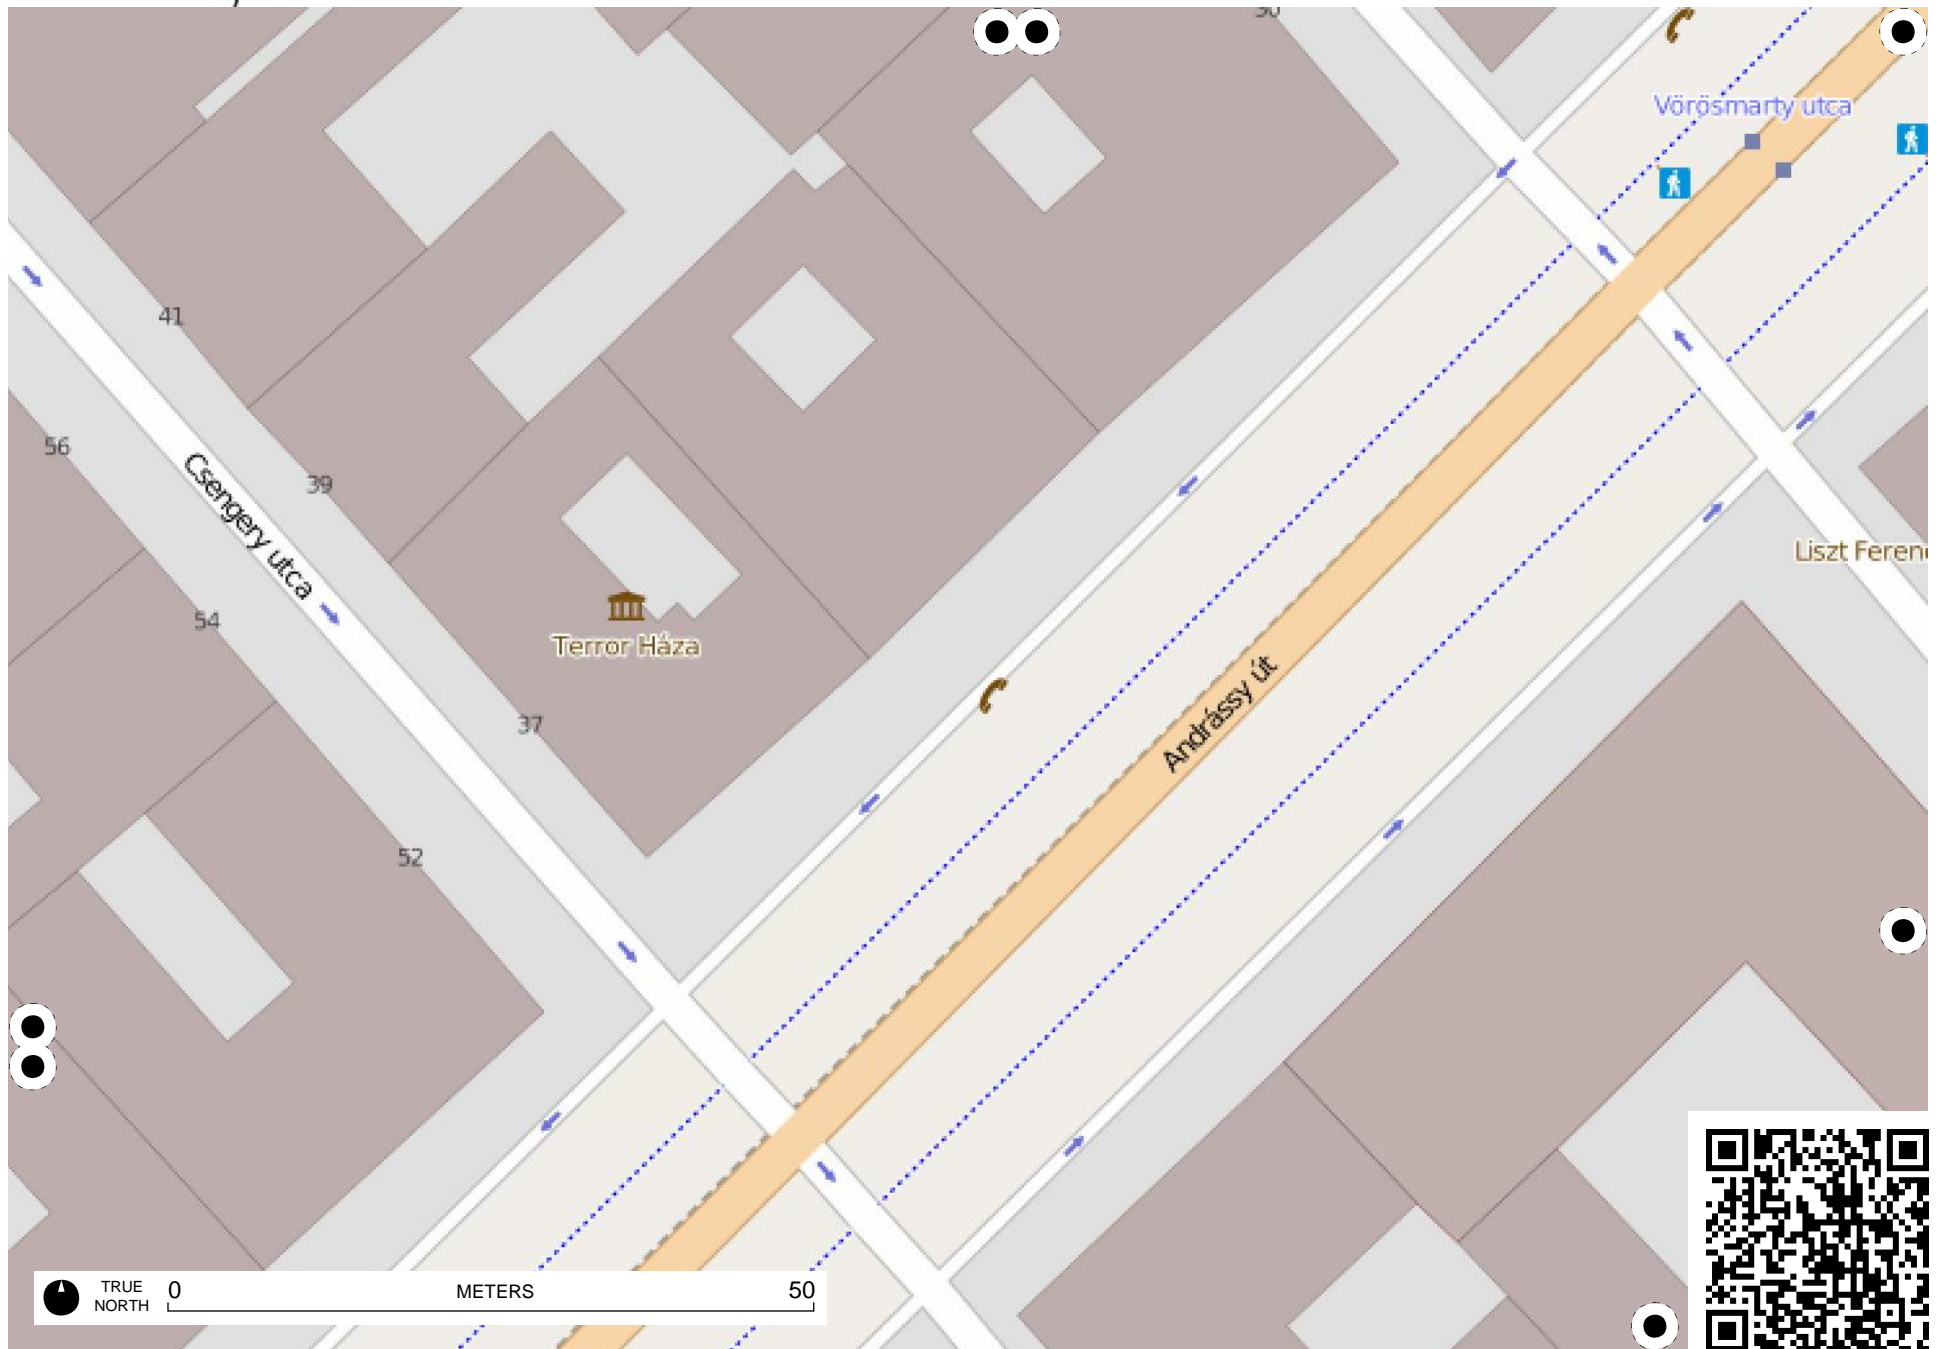 Vörösmarty utca
41
56
39
Csengery utca
54
Liszt Feren
Terror Háza
37
Andrássy út
52
TRUE
NORTH
0
METERS
50